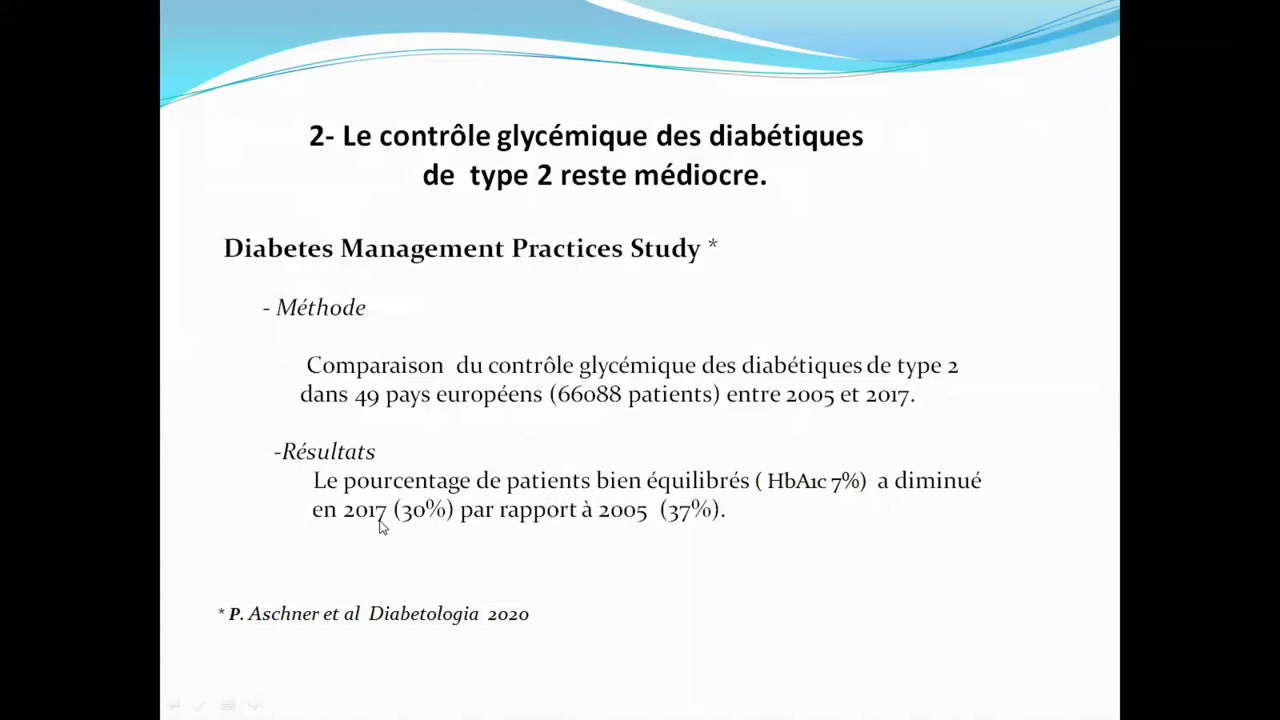 2- Le contrôle glycémique des diabétiques
de type 2 reste médiocre.
Diabetes Management Practices Study *
- Méthode
Comparaison du contrôle glycémique des diabétiques de type 2
dans 49 pays européens (66088 patients) entre 2005 et 2017.
-Résultats
Le pourcentage de patients bien équilibrés ( HbA1c 7%) a diminué
en 2017 (30%) par rapport à 2005 (37%).
* P. Aschner et al Diabetologia 2020